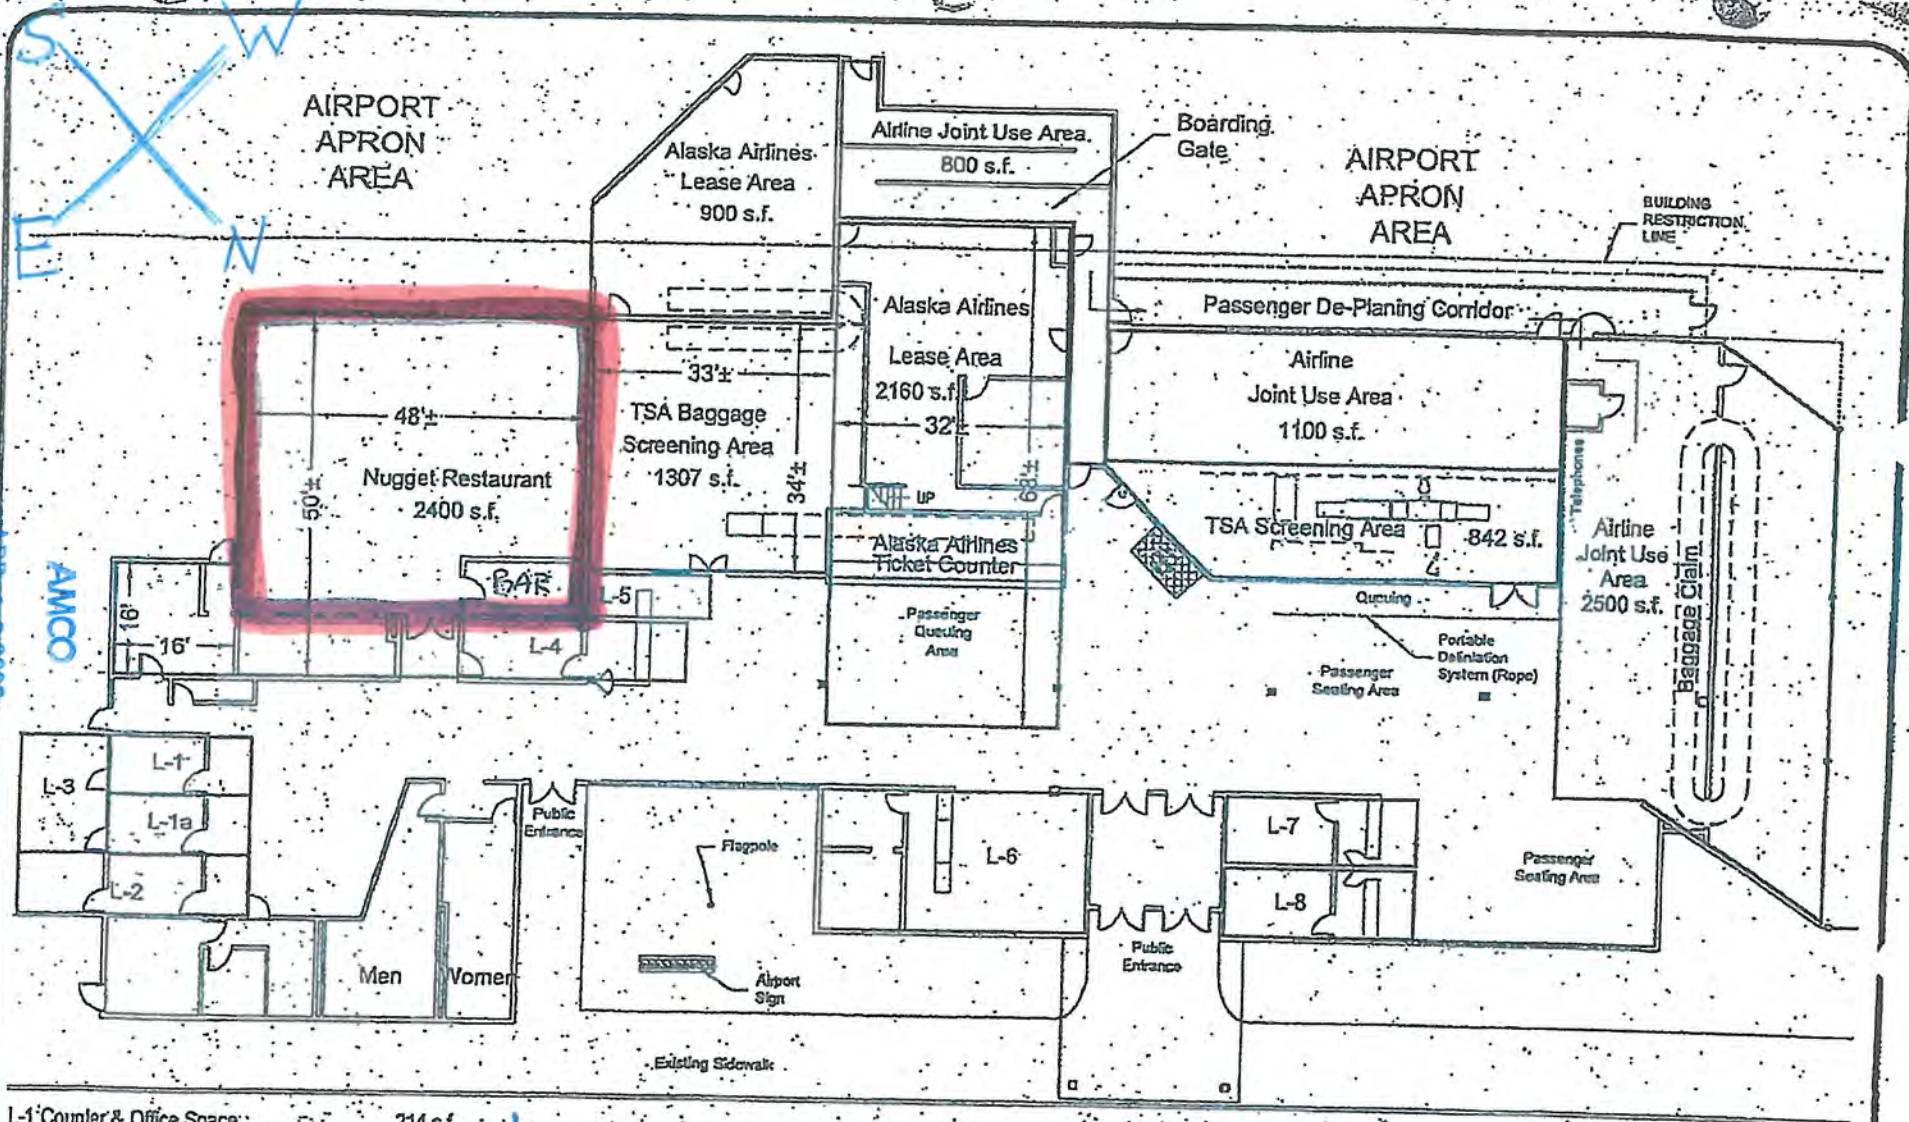 S
W
E
N
AIRPORT
APRON
AREA
Alaska Airlines
Lease Area
900 s.f.
Airline Joint Use Area
800 s.f.
Boarding
Gate
AIRPORT
APRON
AREA
BUILDING
RESTRICTION
LINE
Passenger De-Planing Corridor
48'±
50'±
Nugget Restaurant
2400 s.f.
BAR
33'±
TSA Baggage
Screening Area
1307 s.f.
34'±
Alaska Airlines
Lease Area
2160 s.f.
32'±
68'±
UP
Alaska Airlines
Ticket Counter
Passenger
Queuing
Area
Airline
Joint Use Area
1100 s.f.
TSA Screening Area
842 s.f.
Queuing
Portable
Deliniation
System (Rope)
Passenger
Seating Area
Telephones
Airline
Joint Use
Area
2500 s.f.
Baggage Claim
AMCO
16'
16'
L-5
L-4
L-3
L-1
L-1a
L-2
Men
Women
Public
Entrance
Flagpole
Airport
Sign
L-6
Public
Entrance
L-7
L-8
Passenger
Seating Area
Existing Sidewalk
L-1 Counter & Office Space
214 s.f.